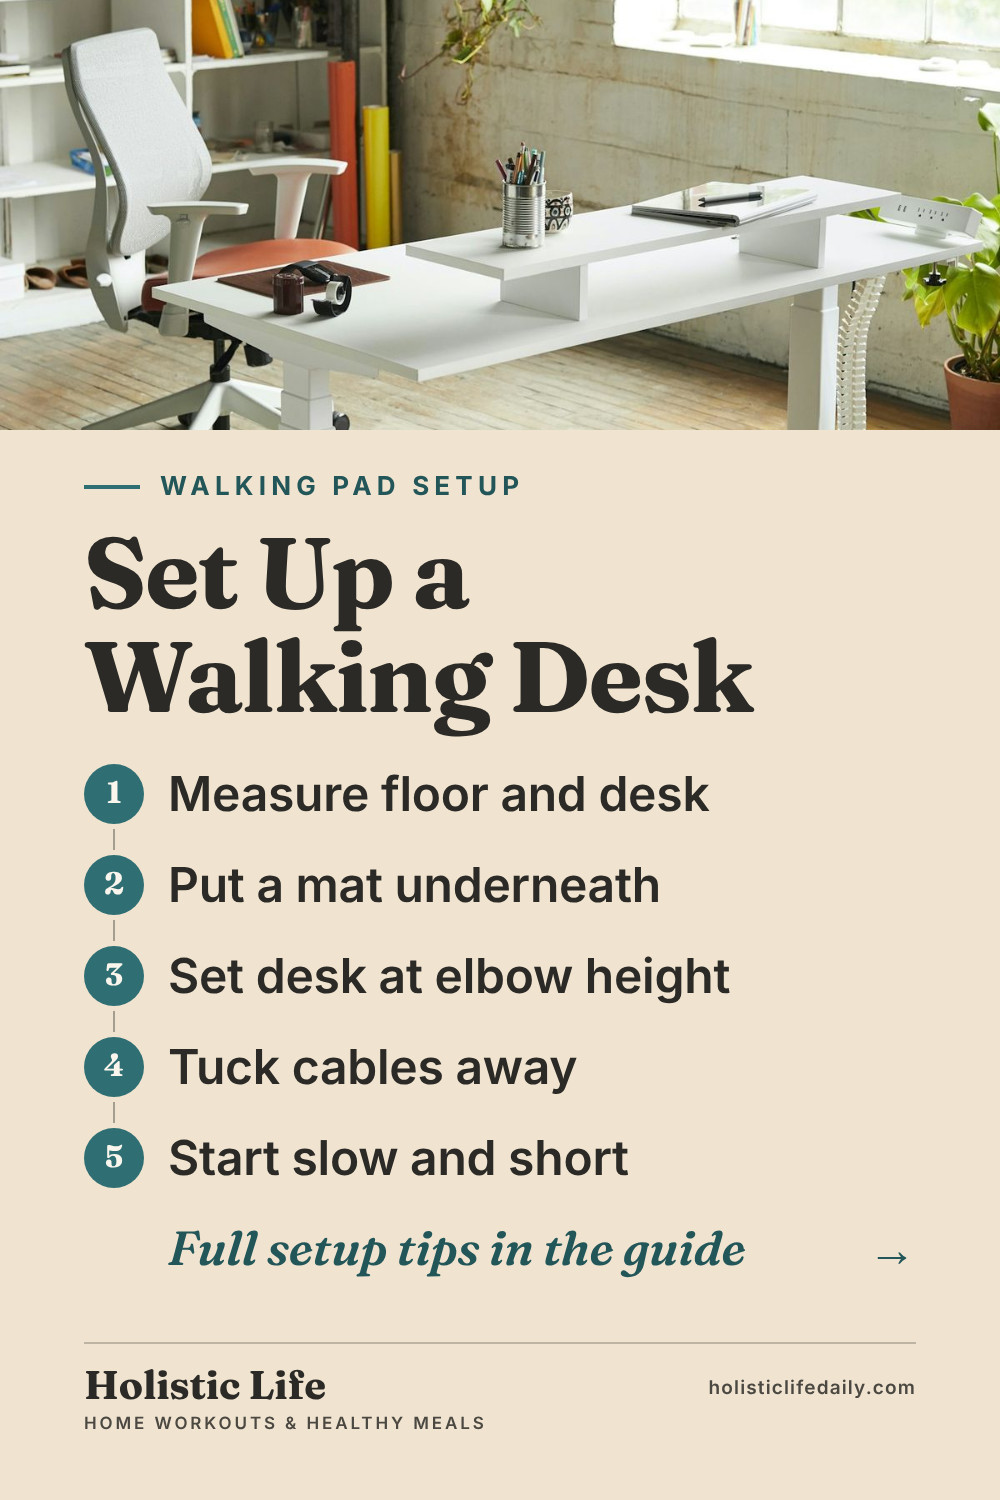 WALKING PAD SETUP
Set Up a
Walking Desk
1 Measure floor and desk
2 Put a mat underneath
3 Set desk at elbow height
4 Tuck cables away
5 Start slow and short
Full setup tips in the guide →
Holistic Life
HOME WORKOUTS & HEALTHY MEALS
holisticlifedaily.com